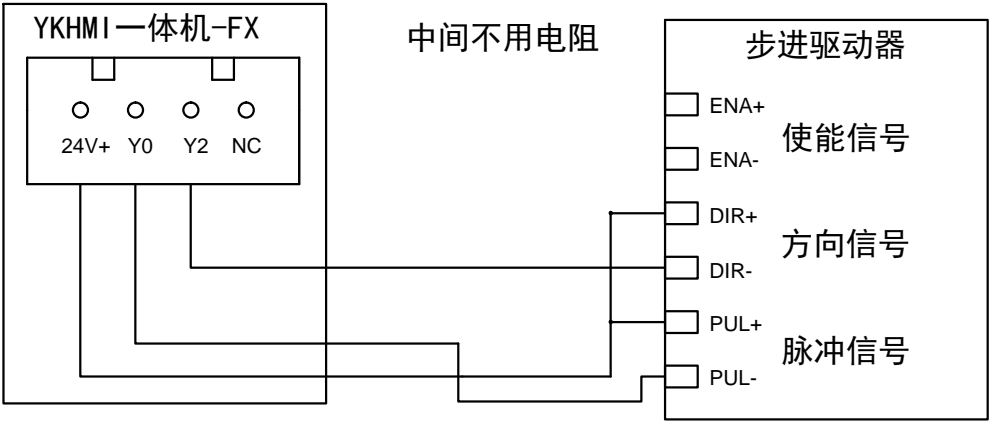 YKHMI一体机-FX
24V+ Y0 Y2 NC
中间不用电阻
步进驱动器
ENA+
使能信号
ENA-
DIR+
方向信号
DIR-
PUL+
脉冲信号
PUL-